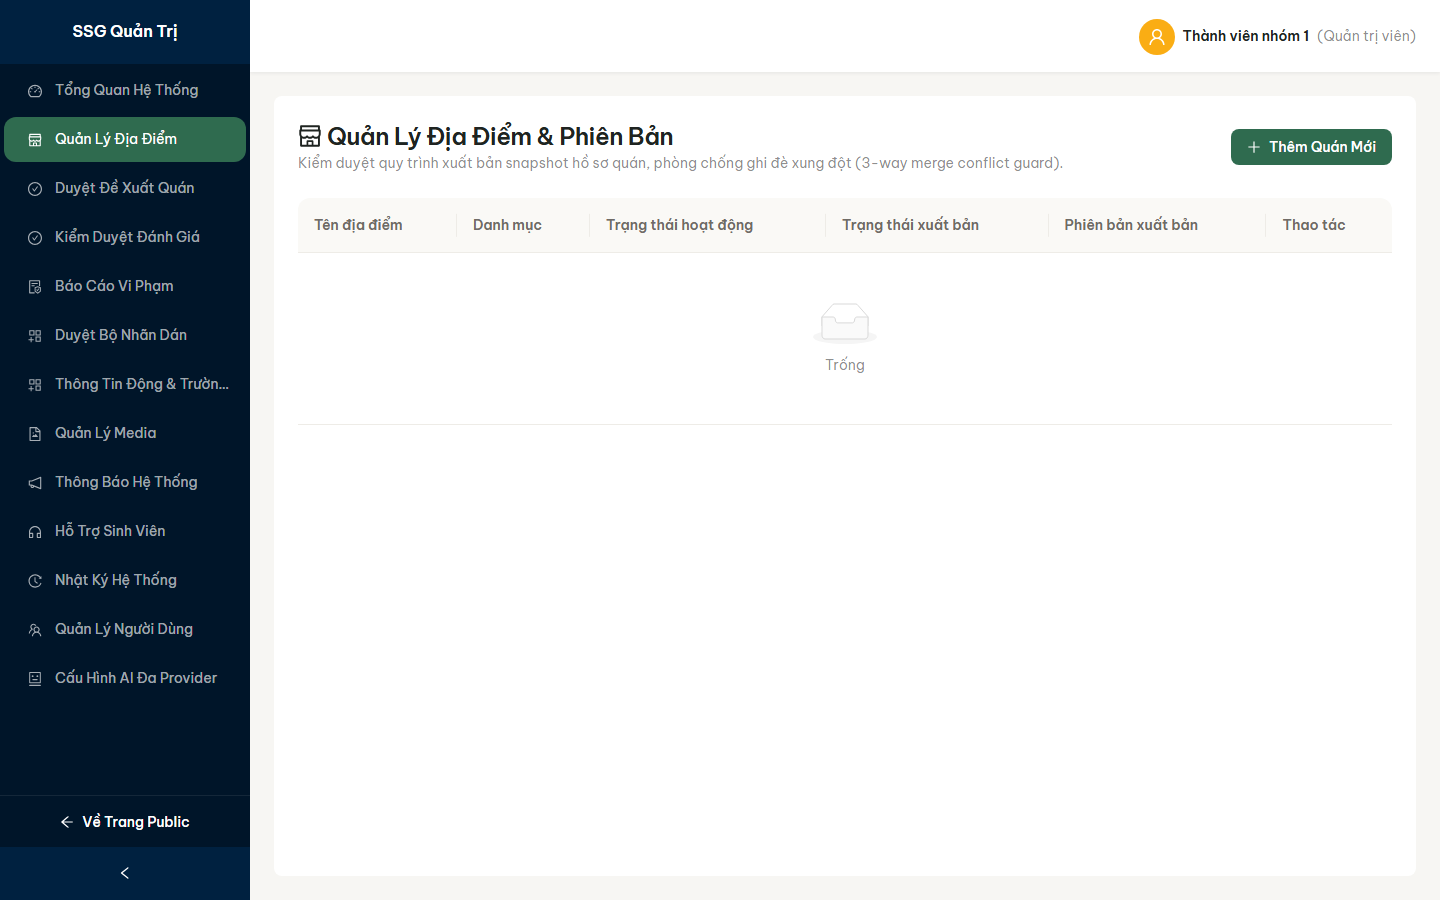 SSG Quản Trị
Thành viên nhóm 1 (Quản trị viên)
Tổng Quan Hệ Thống
Quản Lý Địa Điểm
Duyệt Đề Xuất Quán
Kiểm Duyệt Đánh Giá
Báo Cáo Vi Phạm
Duyệt Bộ Nhãn Dán
Thông Tin Động & Trườn...
Quản Lý Media
Thông Báo Hệ Thống
Hỗ Trợ Sinh Viên
Nhật Ký Hệ Thống
Quản Lý Người Dùng
Cấu Hình AI Đa Provider
Về Trang Public
Quản Lý Địa Điểm & Phiên Bản
Kiểm duyệt quy trình xuất bản snapshot hồ sơ quán, phòng chống ghi đè xung đột (3-way merge conflict guard).
Thêm Quán Mới
Tên địa điểm Danh mục Trạng thái hoạt động Trạng thái xuất bản Phiên bản xuất bản Thao tác
Trống